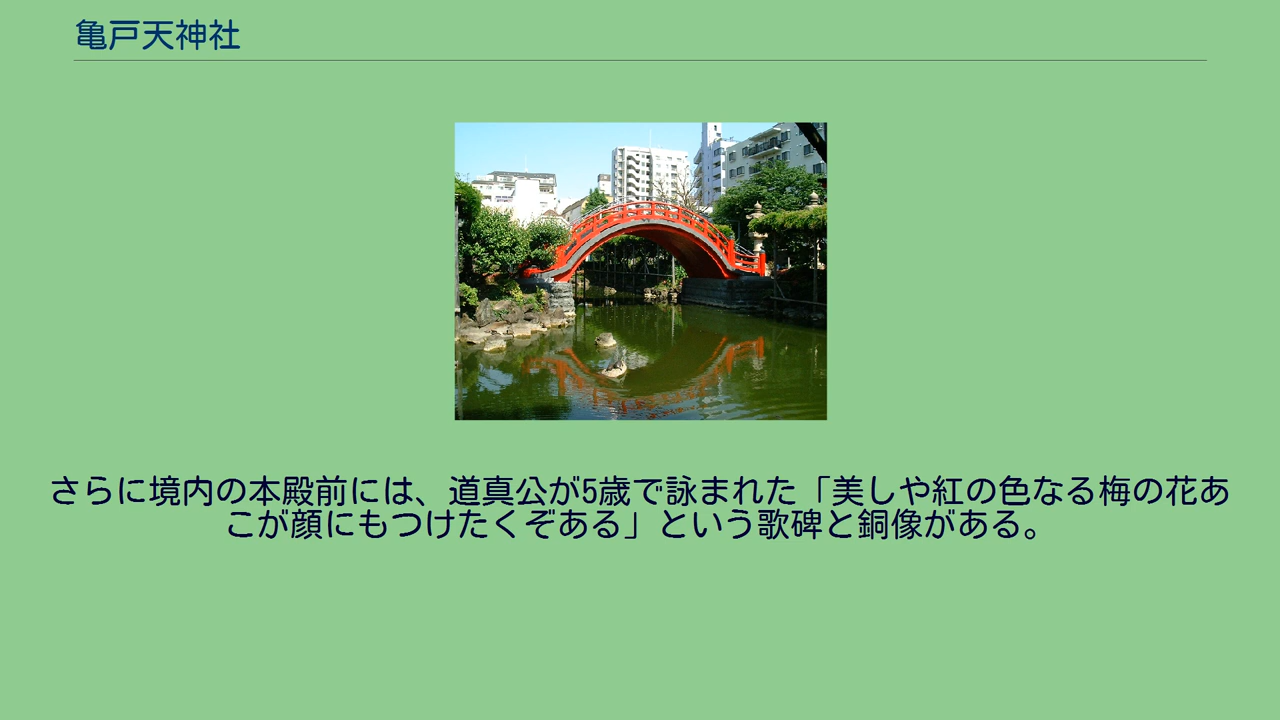 亀戸天神社
さらに境内の本殿前には、道真公が5歳で詠まれた「美しや紅の色なる梅の花あ
こが顔にもつけたくぞある」という歌碑と銅像がある。